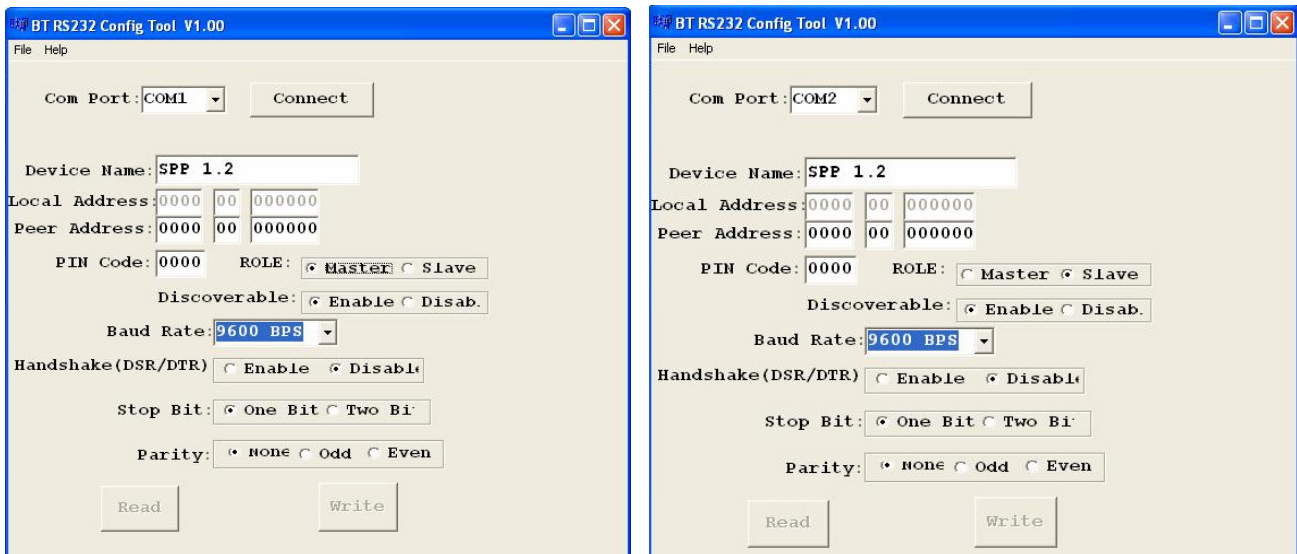 BT RS232 Config Tool V1.00
File Help
Com Port: COM1 Connect
Device Name: SPP 1.2
Local Address: 0000 00 000000
Peer Address: 0000 00 000000
PIN Code: 0000 ROLE: Master Slave
Discoverable: Enable Disab.
Baud Rate: 9600 BPS
Handshake(DSR/DTR) Enable Disable
Stop Bit: One Bit Two Bi
Parity: None Odd Even
Read Write
BT RS232 Config Tool V1.00
File Help
Com Port: COM2 Connect
Device Name: SPP 1.2
Local Address: 0000 00 000000
Peer Address: 0000 00 000000
PIN Code: 0000 ROLE: Master Slave
Discoverable: Enable Disab.
Baud Rate: 9600 BPS
Handshake(DSR/DTR) Enable Disable
Stop Bit: One Bit Two Bi
Parity: None Odd Even
Read Write